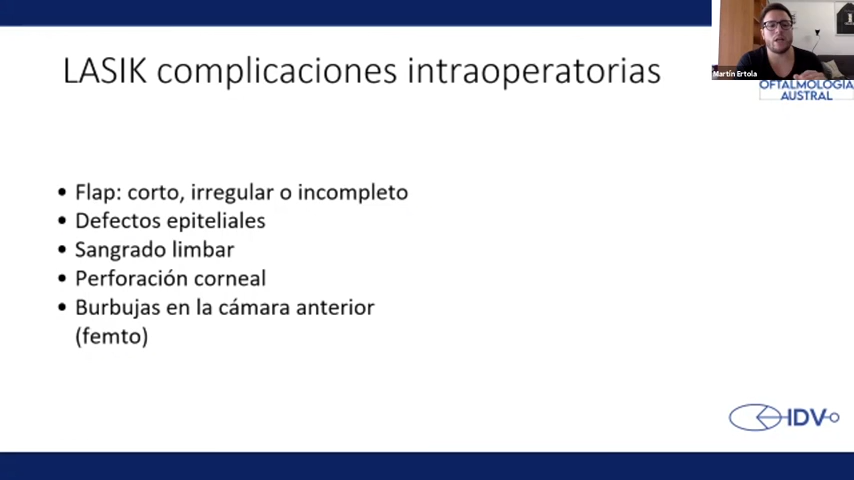 LASIK complicaciones intraoperatorias
Martín Ertola
OFTALMOLOGÍA
AUSTRAL
• Flap: corto, irregular o incompleto
• Defectos epiteliales
• Sangrado limbar
• Perforación corneal
• Burbujas en la cámara anterior
(femto)
IDV